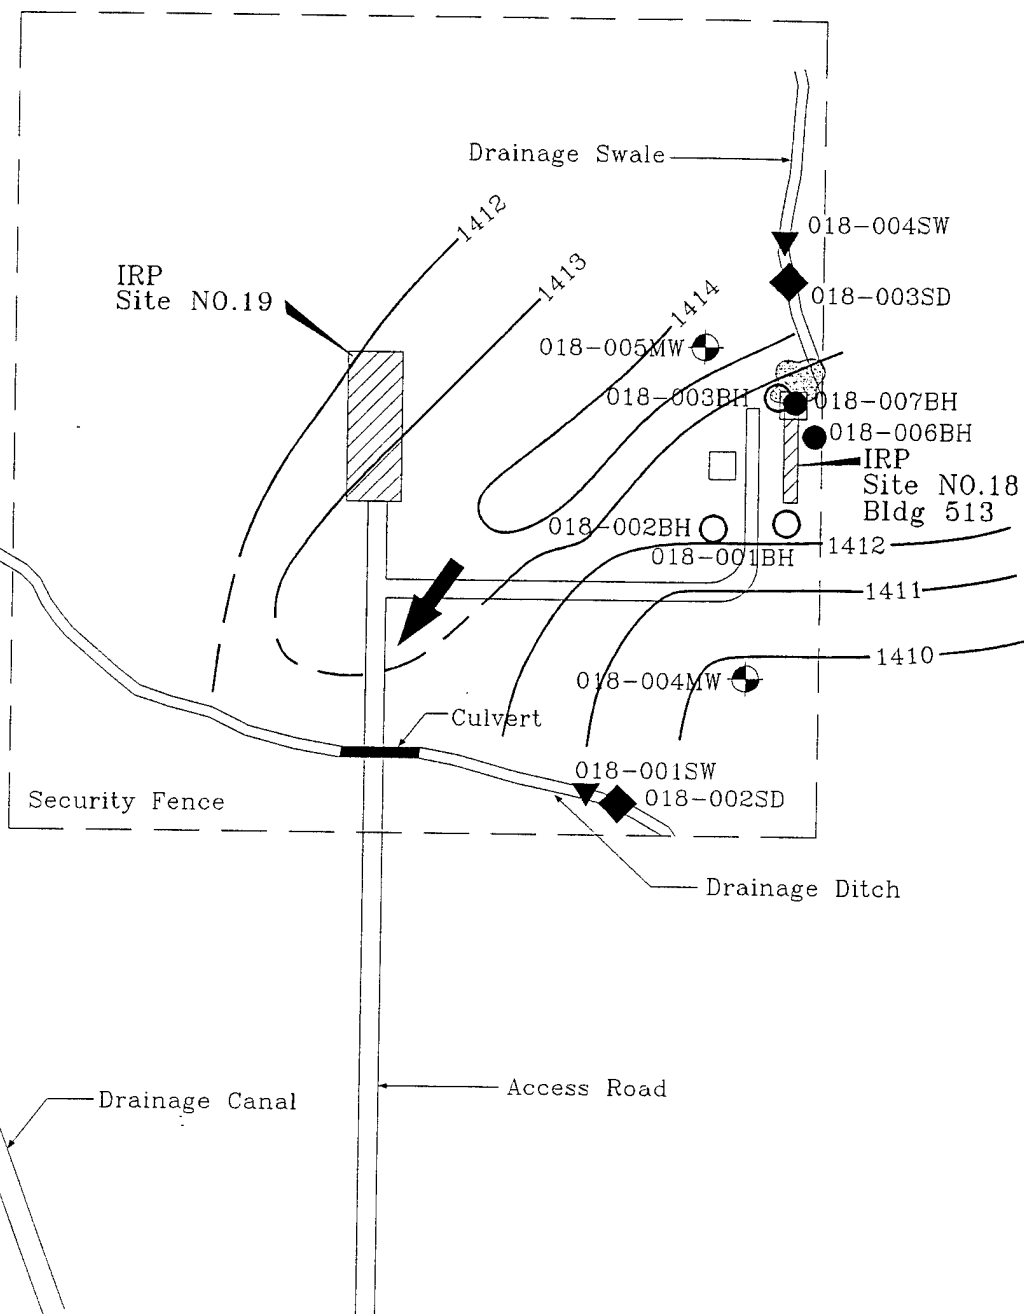 Drainage Swale
1412
018-004SW
1413
IRP
Site NO.19
1414
018-003SD
018-005MW
018-003BH
018-007BH
018-006BH
IRP
Site NO.18
Bldg 513
018-002BH
018-001BH
1412
1411
1410
018-004MW
Culvert
018-001SW
018-002SD
Security Fence
Drainage Ditch
Access Road
Drainage Canal